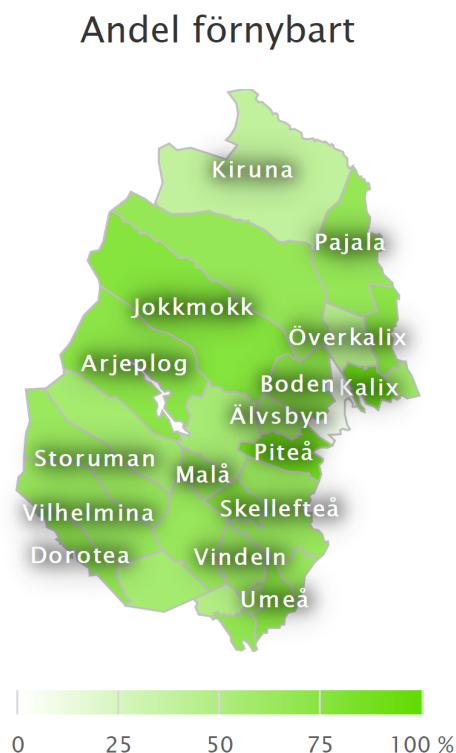 Andel förnybart
Kiruna
Pajala
Jokkmokk
Överkalix
Arjeplog
Boden
Kalix
Älvsbyn
Piteå
Storuman
Malå
Skellefteå
Vilhelmina
Dorotea
Vindeln
Umeå
0 25 50 75 100 %